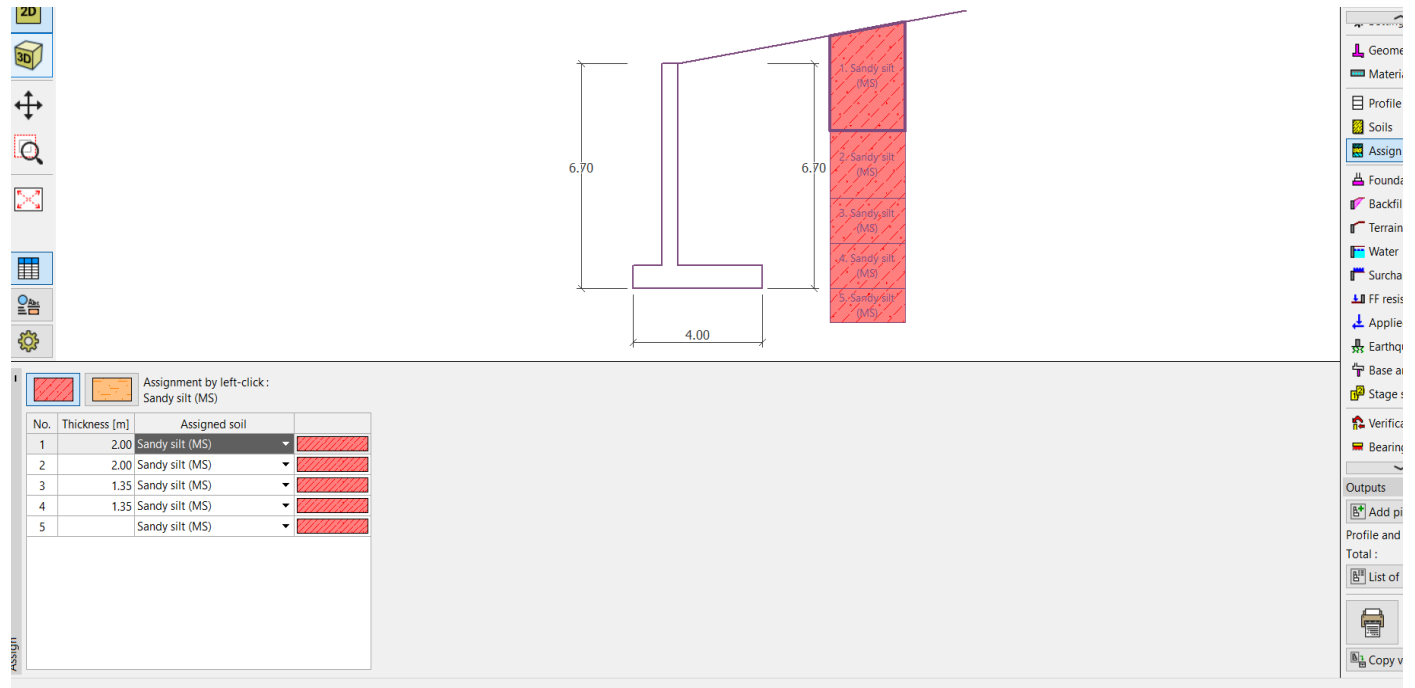 2D
3D
6.70
4.00
6.70
1. Sandy silt
(MS)
2. Sandy silt
(MS)
3. Sandy silt
(MS)
4. Sandy silt
(MS)
5. Sandy silt
(MS)
Abc
Assignment by left-click :
Sandy silt (MS)
No. Thickness [m] Assigned soil
1 2.00 Sandy silt (MS)
2 2.00 Sandy silt (MS)
3 1.35 Sandy silt (MS)
4 1.35 Sandy silt (MS)
5 Sandy silt (MS)
Assign
Geome
Materia
Profile
Soils
Assign
Founda
Backfil
Terrain
Water
Surcha
FF resis
Applie
Earthqu
Base an
Stage s
Verifica
Bearing
Outputs
Add pi
Profile and
Total :
List of
Copy v